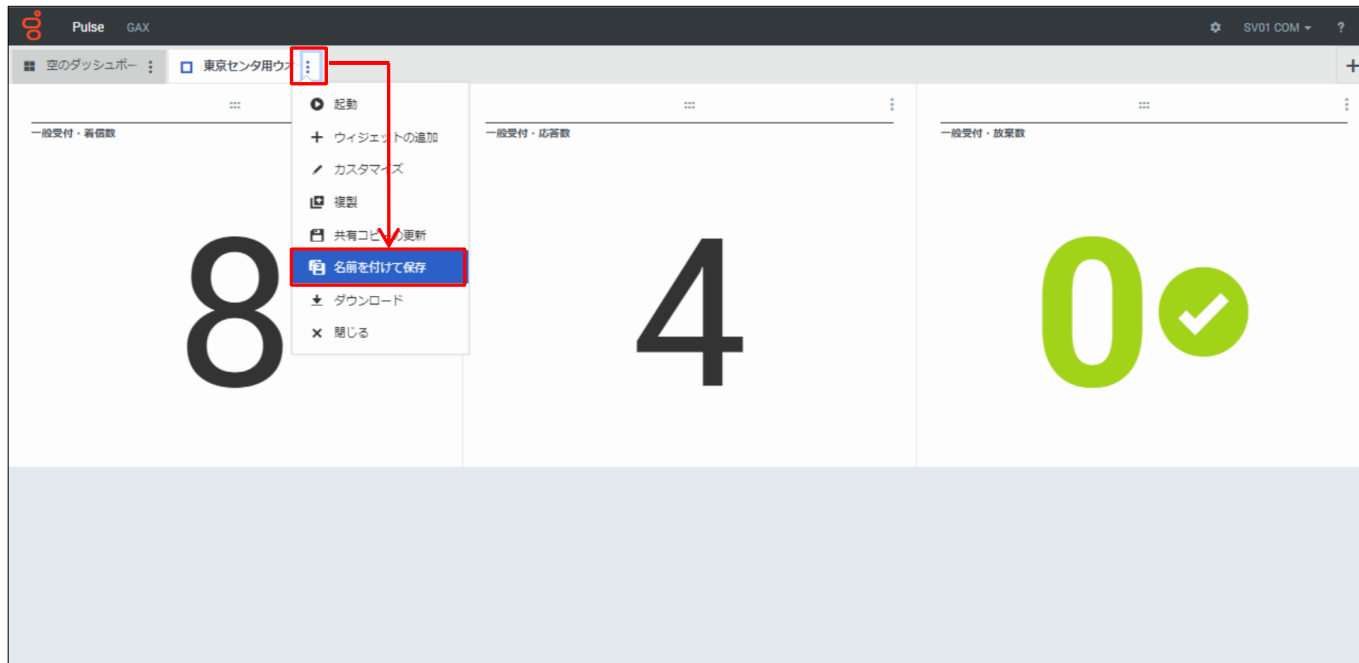 Pulse GAX SV01 COM ?
空のダッシュボー 東京センタ用ウォ
一般受付・着信数 一般受付・応答数 一般受付・放棄数
起動
ウィジェットの追加
カスタマイズ
複製
共有コピーの更新
名前を付けて保存
ダウンロード
閉じる
8 4 0